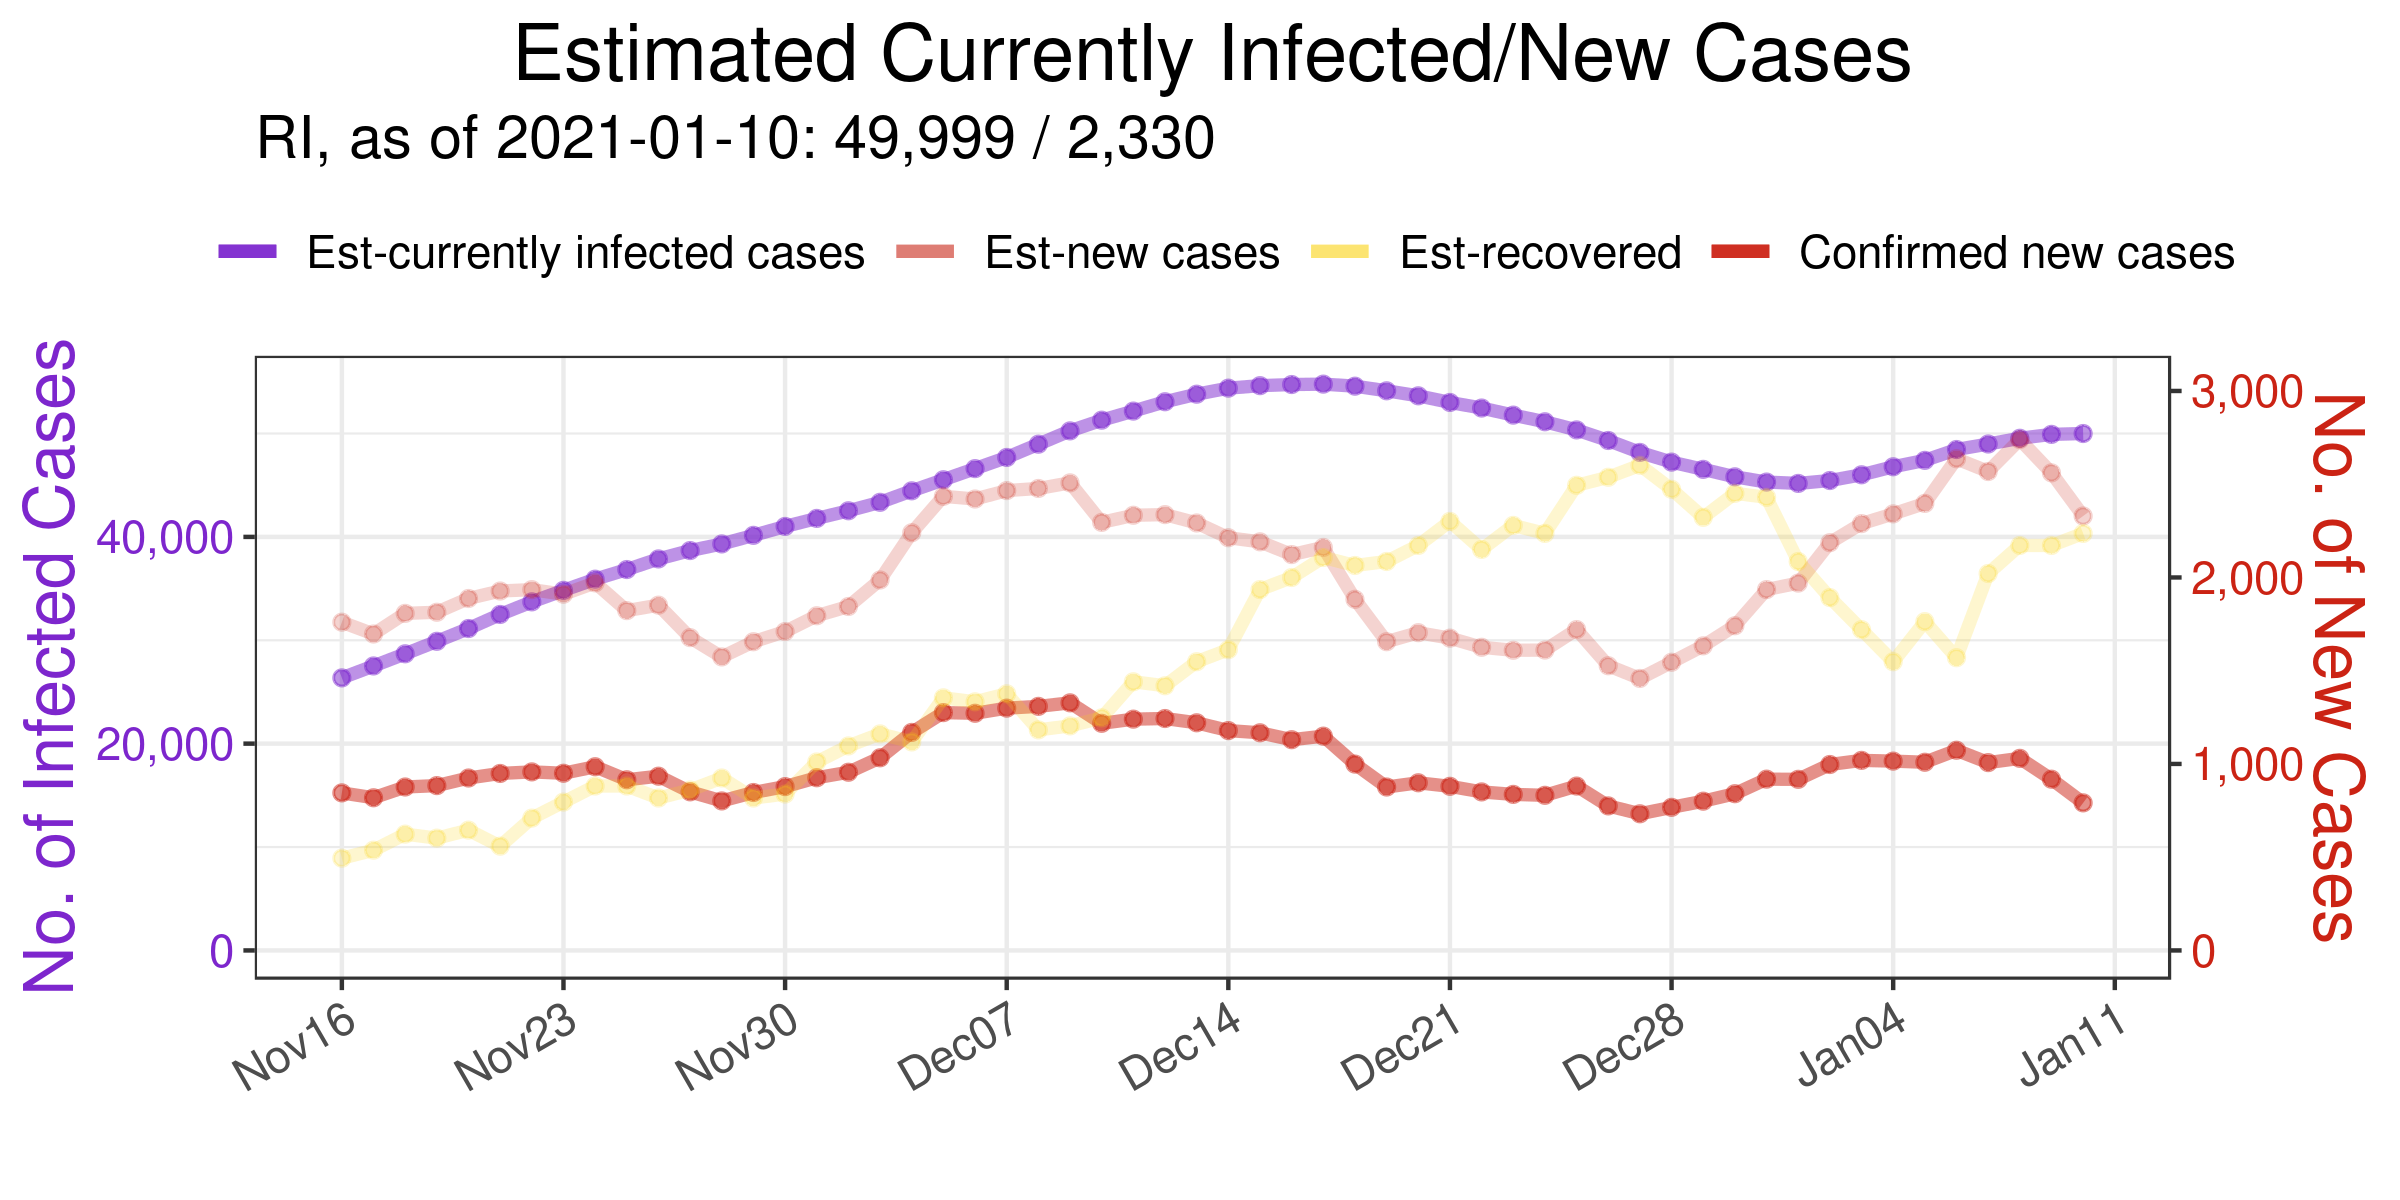 Estimated Currently Infected/New Cases
RI, as of 2021-01-10: 49,999 / 2,330
Est-currently infected cases Est-new cases Est-recovered Confirmed new cases
No. of Infected Cases
40,000
20,000
0
3,000
2,000
1,000
0
No. of New Cases
Nov16 Nov23 Nov30 Dec07 Dec14 Dec21 Dec28 Jan04 Jan11